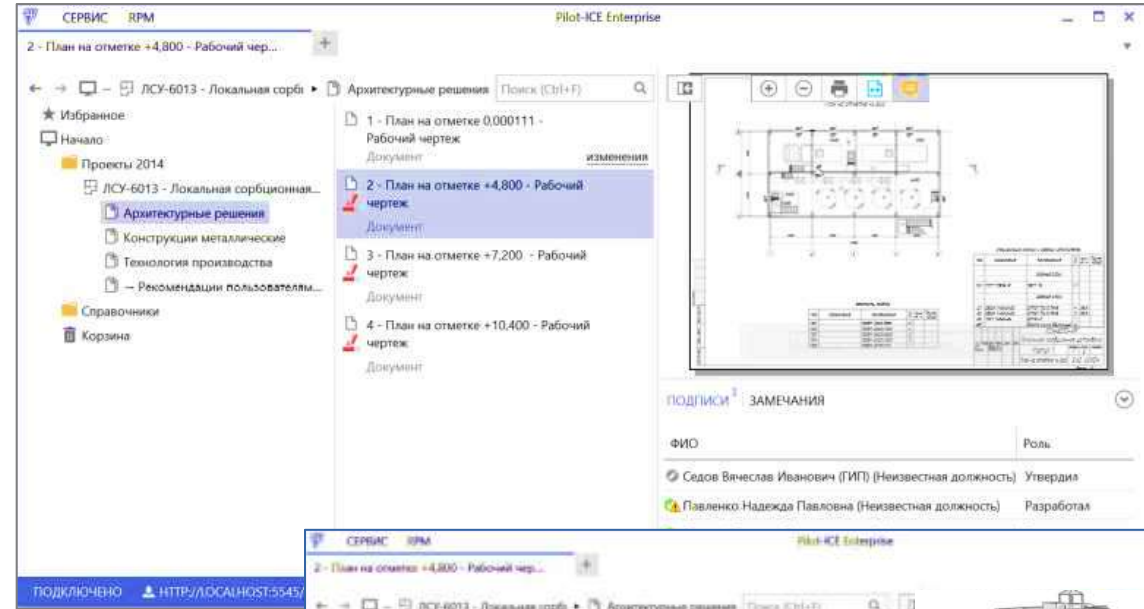 СЕРВИС RPM
Pilot-ICE Enterprise
2 - План на отметке +4,800 - Рабочий чер...
ЛСУ-6013 - Локальная сорбц
Архитектурные решения
Поиск (Ctrl+F)
Избранное
Начало
Проекты 2014
ЛСУ-6013 - Локальная сорбционная...
Архитектурные решения
Конструкции металлические
Технология производства
— Рекомендации пользователям...
Справочники
Корзина
1 - План на отметке 0,000111 -
Рабочий чертеж
Документ
изменения
2 - План на отметке +4,800 - Рабочий
чертеж
Документ
3 - План на отметке +7,200 - Рабочий
чертеж
Документ
4 - План на отметке +10,400 - Рабочий
чертеж
Документ
ПОДПИСИ
ЗАМЕЧАНИЯ
ФИО
Роль
Седов Вячеслав Иванович (ГИП) (Неизвестная должность) Утвердил
Павленко Надежда Павловна (Неизвестная должность) Разработал
ПОДКЛЮЧЕНО
HTTP://LOCALHOST:5545/
СЕРВИС RPM
Pilot-ICE Enterprise
2 - План на отметке +4,800 - Рабочий чер...
ЛСУ-6013 - Локальная сорбц
Архитектурные решения
Поиск (Ctrl+F)